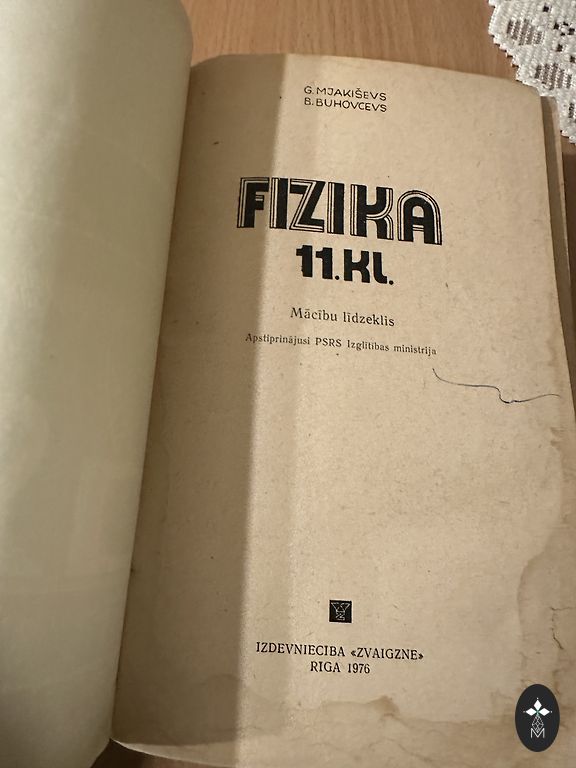 G. MJAKIŠEVS
B. BUHOVCEVS
FIZIKA
11. KL.
Mācību līdzeklis
Apstiprinājusi PSRS Izglītības ministrija
IZDEVNIECĪBA «ZVAIGZNE»
RĪGA 1976